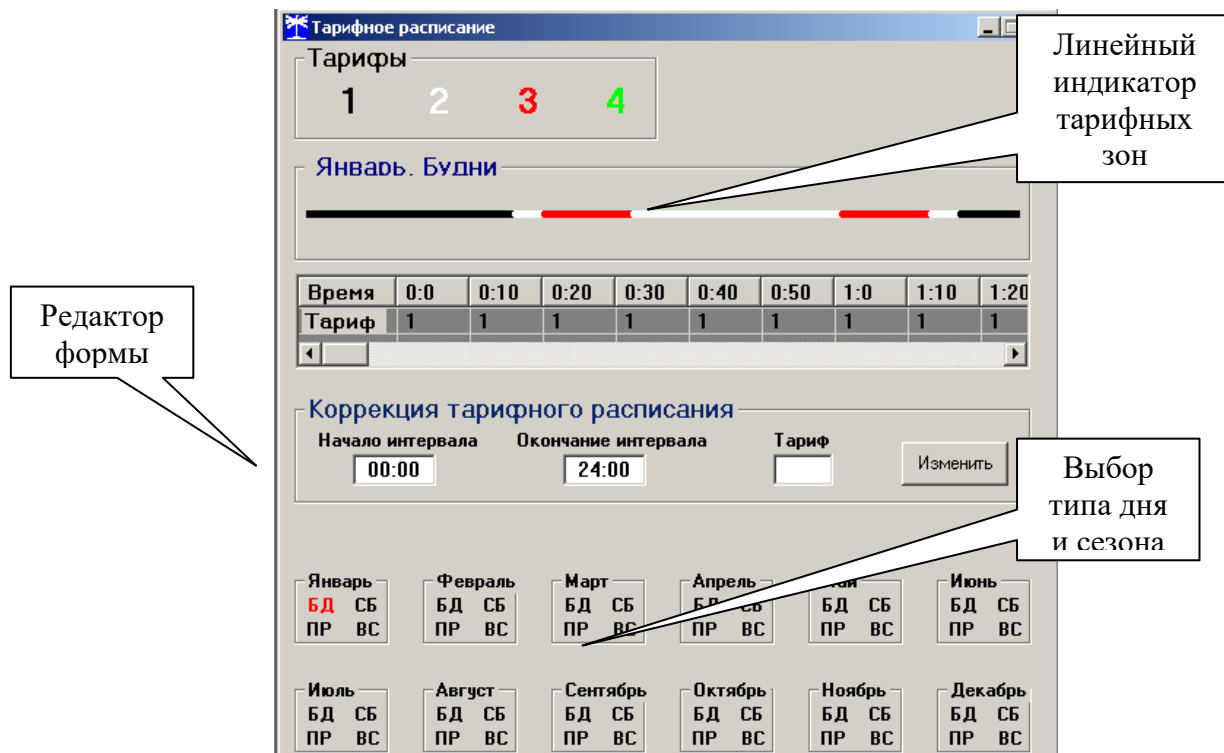 Тарифное расписание
Линейный
индикатор
тарифных
зон
Тарифы
1 2 3 4
Январь. Будни
Время 0:0 0:10 0:20 0:30 0:40 0:50 1:0 1:10 1:20
Тариф 1 1 1 1 1 1 1 1 1
Редактор
формы
Коррекция тарифного расписания
Начало интервала Окончание интервала Тариф
00:00 24:00 Изменить
Выбор
типа дня
и сезона
Январь Февраль Март Апрель Май Июнь
БД СБ БД СБ БД СБ БД СБ БД СБ БД СБ
ПР ВС ПР ВС ПР ВС ПР ВС ПР ВС ПР ВС
Июль Август Сентябрь Октябрь Ноябрь Декабрь
БД СБ БД СБ БД СБ БД СБ БД СБ БД СБ
ПР ВС ПР ВС ПР ВС ПР ВС ПР ВС ПР ВС